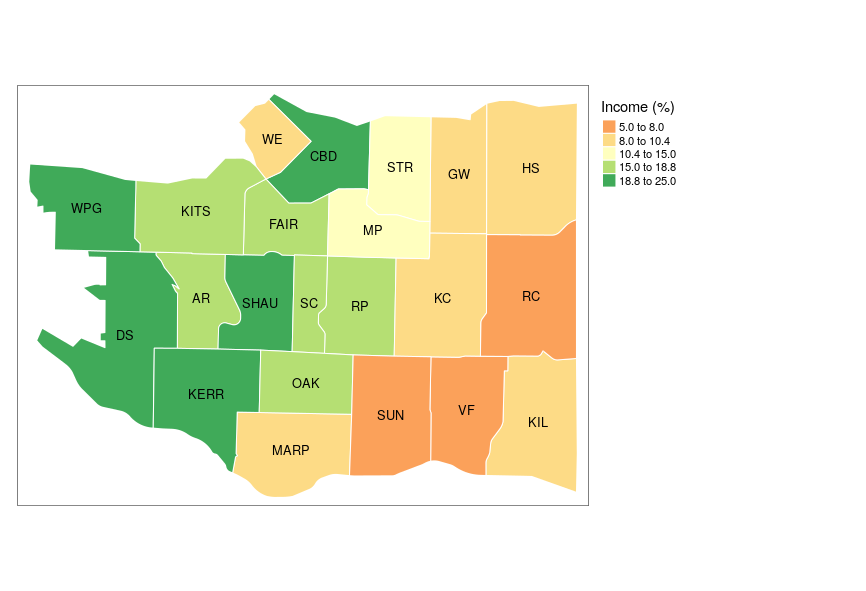 Income (%)
5.0 to 8.0
8.0 to 10.4
10.4 to 15.0
15.0 to 18.8
18.8 to 25.0
WE
CBD
STR
GW
HS
WPG
KITS
FAIR
MP
AR
SHAU
SC
RP
KC
RC
DS
KERR
OAK
SUN
VF
KIL
MARP